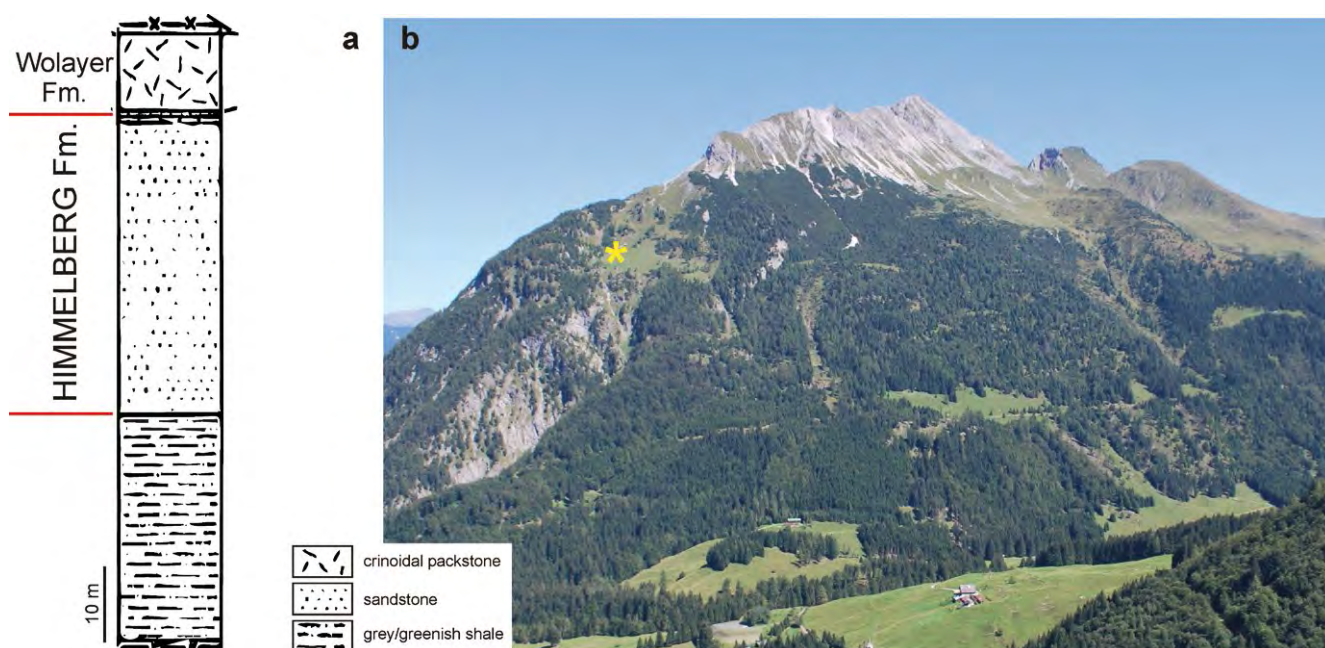 a
b
Wolayer
Fm.
HIMMELBERG Fm.
10 m
crinoidal packstone
sandstone
grey/greenish shale